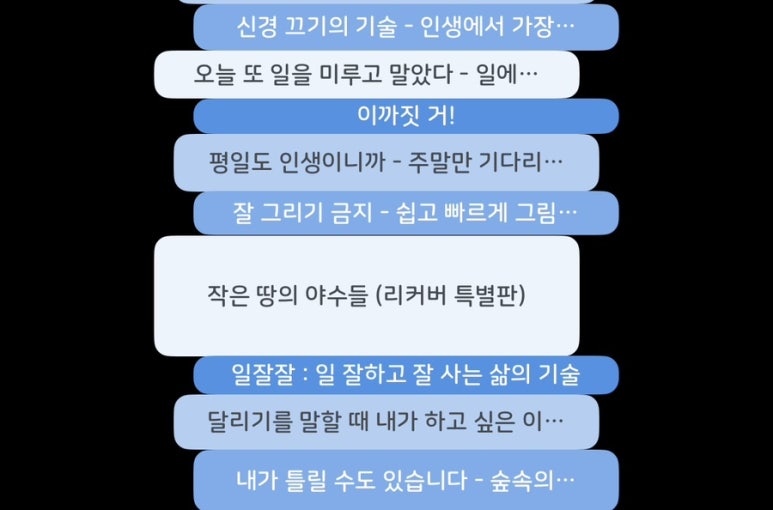 신경 끄기의 기술 - 인생에서 가장…
오늘 또 일을 미루고 말았다 - 일에…
이까짓 거!
평일도 인생이니까 - 주말만 기다리…
잘 그리기 금지 - 쉽고 빠르게 그림…
작은 땅의 야수들 (리커버 특별판)
일잘잘 : 일 잘하고 잘 사는 삶의 기술
달리기를 말할 때 내가 하고 싶은 이…
내가 틀릴 수도 있습니다 - 숲속의…